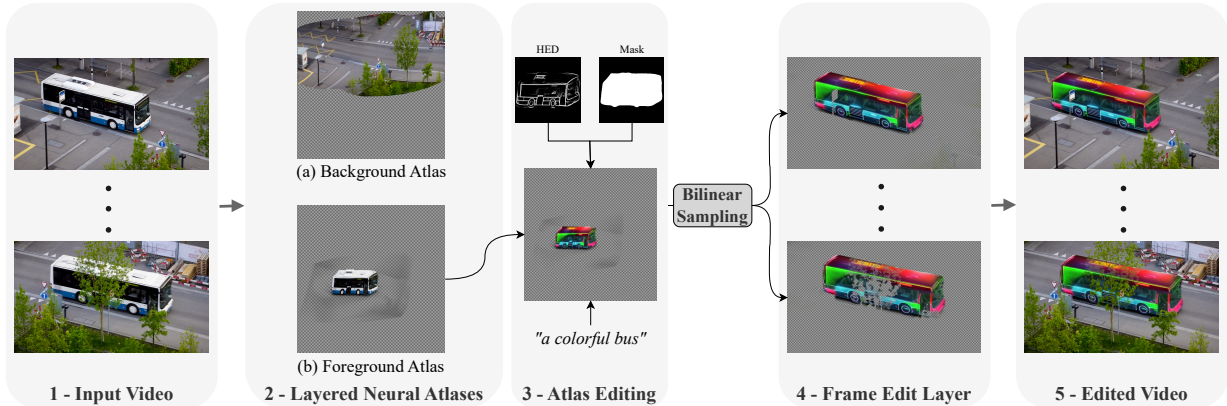 HED
Mask
(a) Background Atlas
(b) Foreground Atlas
"a colorful bus"
Bilinear
Sampling
1 - Input Video
2 - Layered Neural Atlases
3 - Atlas Editing
4 - Frame Edit Layer
5 - Edited Video